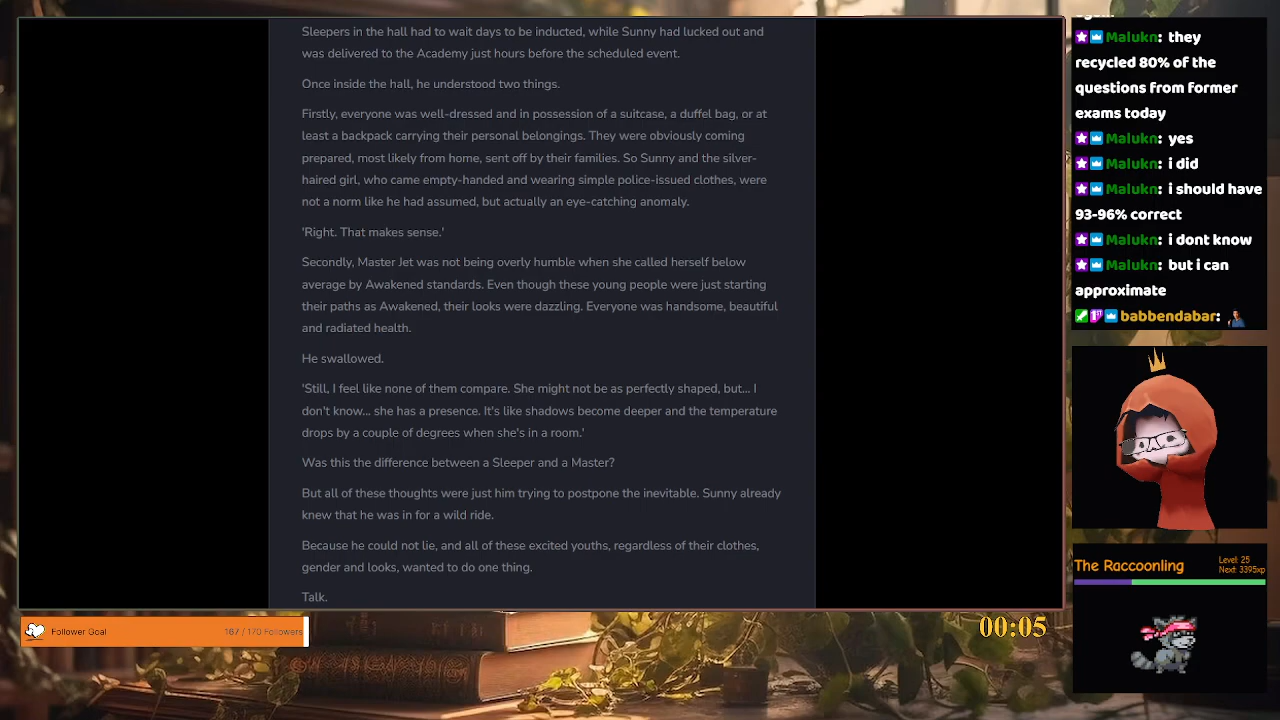 Sleepers in the hall had to wait days to be inducted, while Sunny had lucked out and
was delivered to the Academy just hours before the scheduled event.
Once inside the hall, he understood two things.
Firstly, everyone was well-dressed and in possession of a suitcase, a duffel bag, or at
least a backpack carrying their personal belongings. They were obviously coming
prepared, most likely from home, sent off by their families. So Sunny and the silver-
haired girl, who came empty-handed and wearing simple police-issued clothes, were
not a norm like he had assumed, but actually an eye-catching anomaly.
'Right. That makes sense.'
Secondly, Master Jet was not being overly humble when she called herself below
average by Awakened standards. Even though these young people were just starting
their paths as Awakened, their looks were dazzling. Everyone was handsome, beautiful
and radiated health.
He swallowed.
'Still, I feel like none of them compare. She might not be as perfectly shaped, but... I
don't know... she has a presence. It's like shadows become deeper and the temperature
drops by a couple of degrees when she's in a room.'
Was this the difference between a Sleeper and a Master?
But all of these thoughts were just him trying to postpone the inevitable. Sunny already
knew that he was in for a wild ride.
Because he could not lie, and all of these excited youths, regardless of their clothes,
gender and looks, wanted to do one thing.
Talk.
Malukn: they
recycled 80% of the
questions from former
exams today
Malukn: yes
Malukn: i did
Malukn: i should have
93-96% correct
Malukn: i dont know
Malukn: but i can
approximate
babbendabar:
The Raccoonling
Level: 25
Next: 3395xp
Follower Goal
167 / 170 Followers
00:05